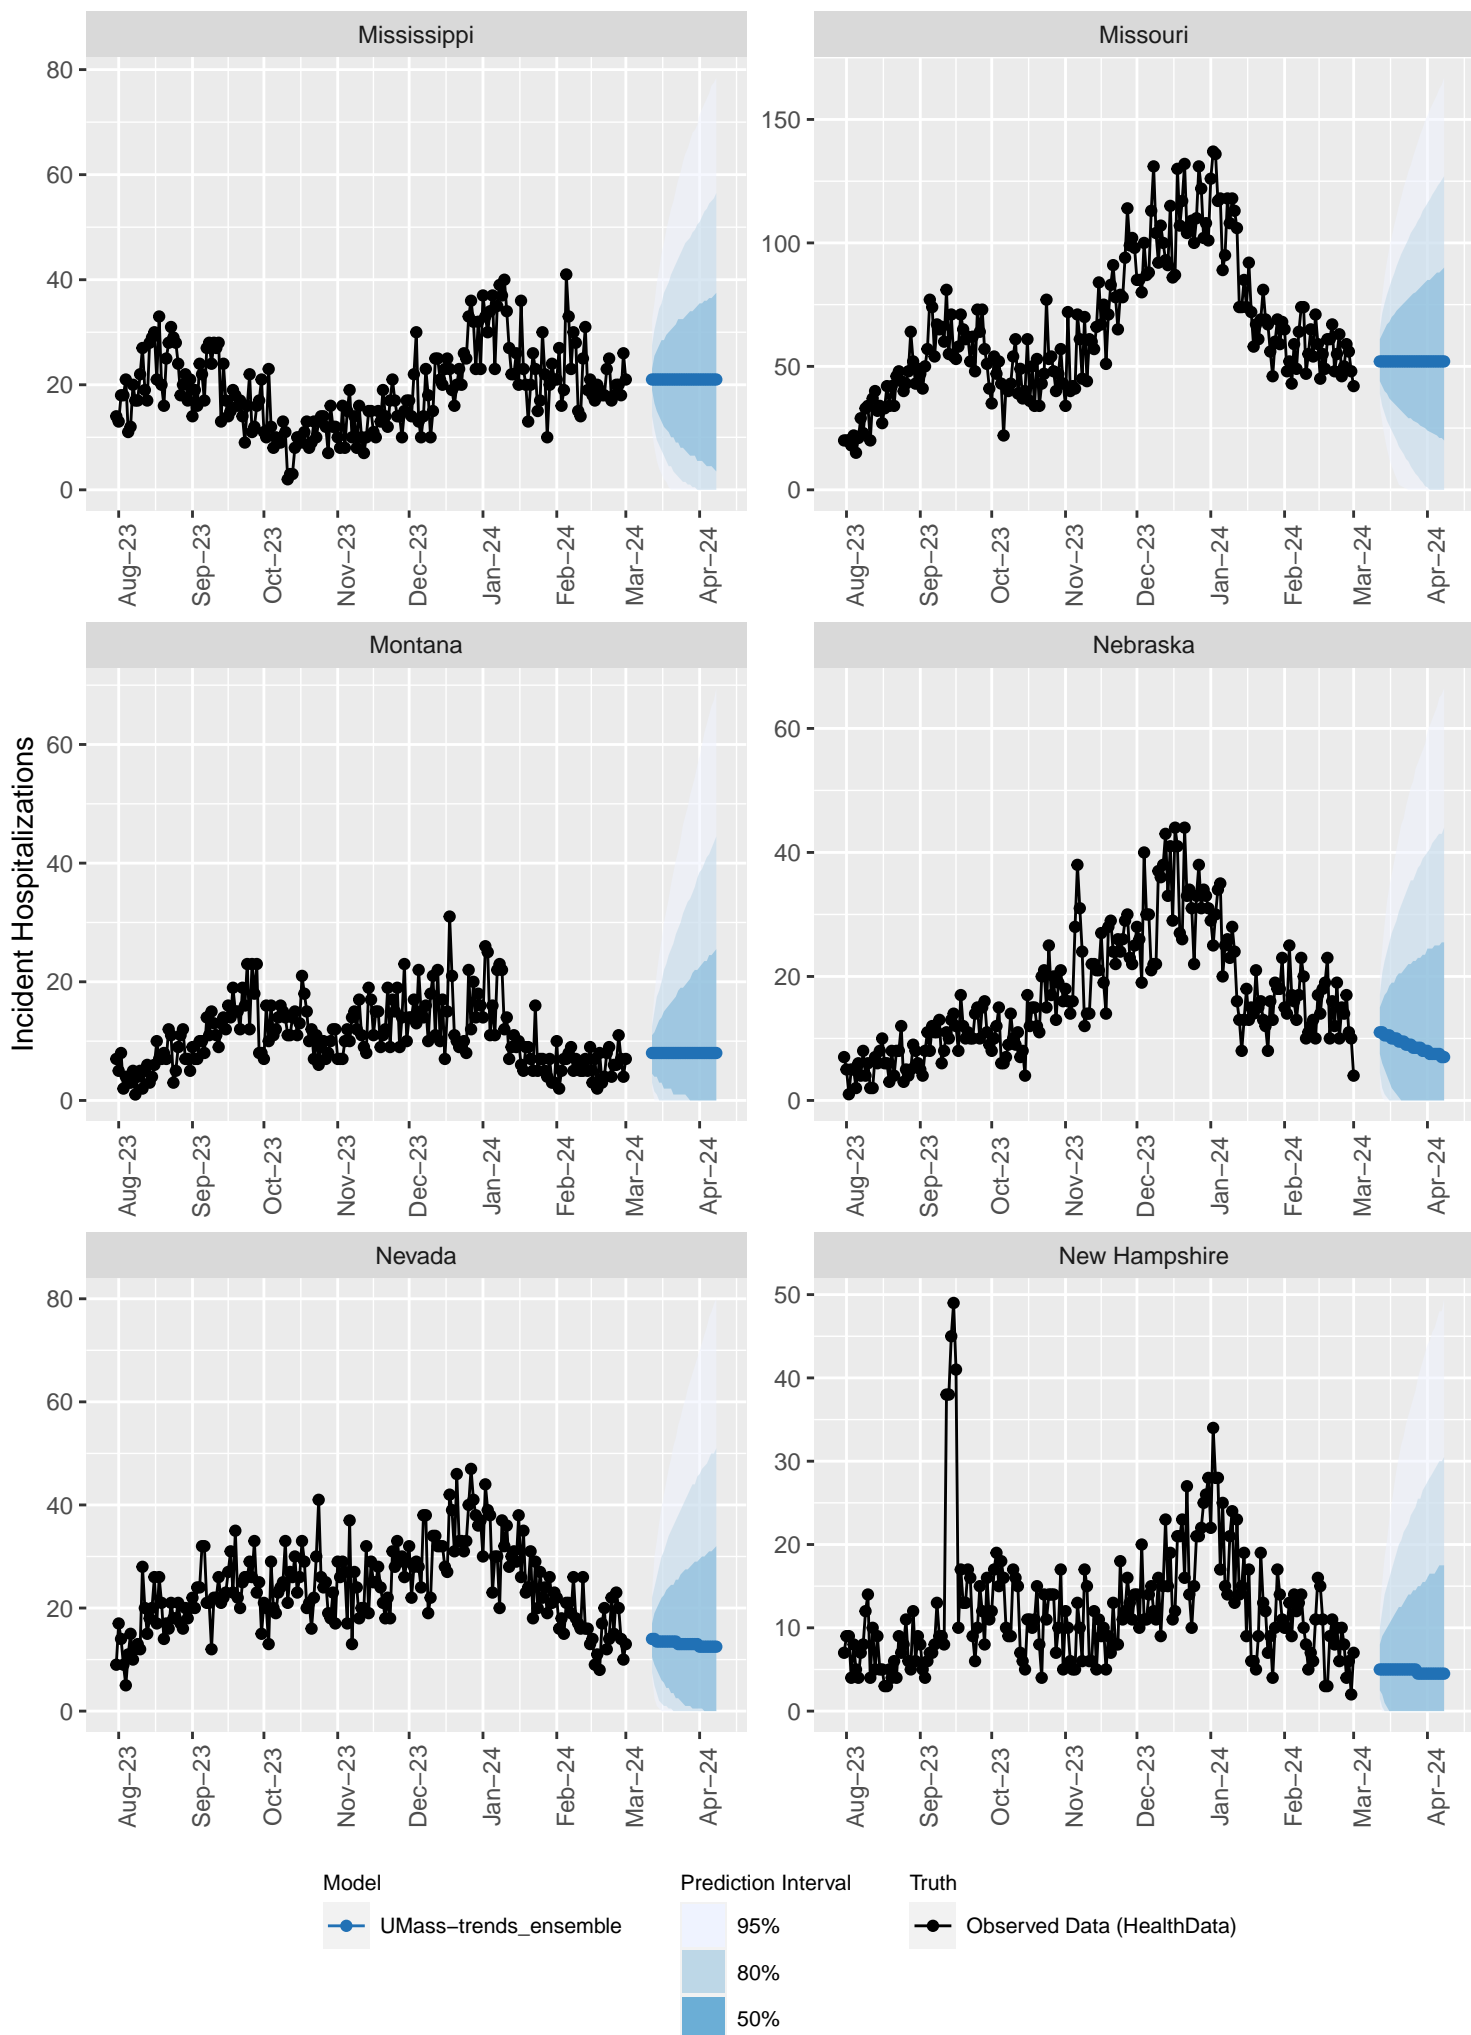 Mississippi
Missouri
80
60
40
20
0
150
100
50
0
Aug−23
Sep−23
Oct−23
Nov−23
Dec−23
Jan−24
Feb−24
Mar−24
Apr−24
Aug−23
Sep−23
Oct−23
Nov−23
Dec−23
Jan−24
Feb−24
Mar−24
Apr−24
Incident Hospitalizations
Montana
Nebraska
60
40
20
0
60
40
20
0
Aug−23
Sep−23
Oct−23
Nov−23
Dec−23
Jan−24
Feb−24
Mar−24
Apr−24
Aug−23
Sep−23
Oct−23
Nov−23
Dec−23
Jan−24
Feb−24
Mar−24
Apr−24
Nevada
New Hampshire
80
60
40
20
0
50
40
30
20
10
0
Aug−23
Sep−23
Oct−23
Nov−23
Dec−23
Jan−24
Feb−24
Mar−24
Apr−24
Aug−23
Sep−23
Oct−23
Nov−23
Dec−23
Jan−24
Feb−24
Mar−24
Apr−24
Model
UMass−trends_ensemble
Prediction Interval
95%
80%
50%
Truth
Observed Data (HealthData)